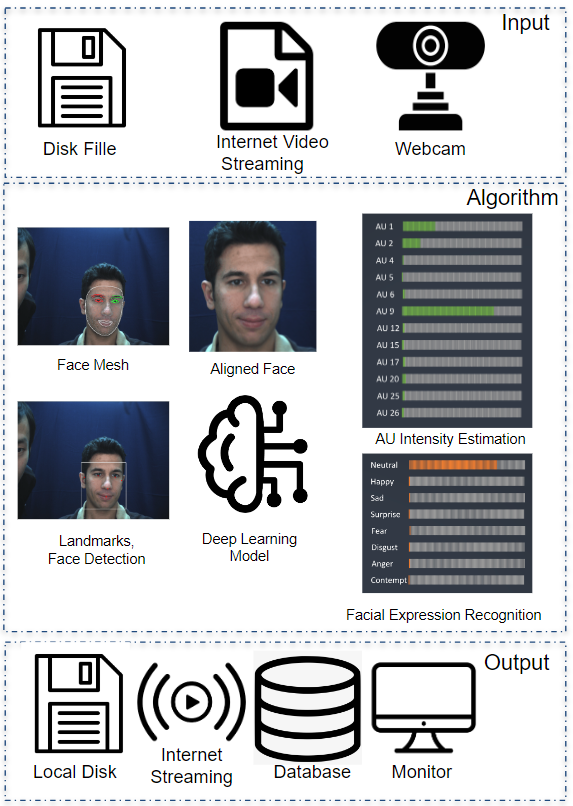 Input
Disk Fille
Internet Video
Streaming
Webcam
Algorithm
Face Mesh
Aligned Face
AU 1
AU 2
AU 4
AU 5
AU 6
AU 9
AU 12
AU 15
AU 17
AU 20
AU 25
AU 26
AU Intensity Estimation
Landmarks,
Face Detection
Deep Learning
Model
Neutral
Happy
Sad
Surprise
Fear
Disgust
Anger
Contempt
Facial Expression Recognition
Output
Local Disk
Internet
Streaming
Database
Monitor